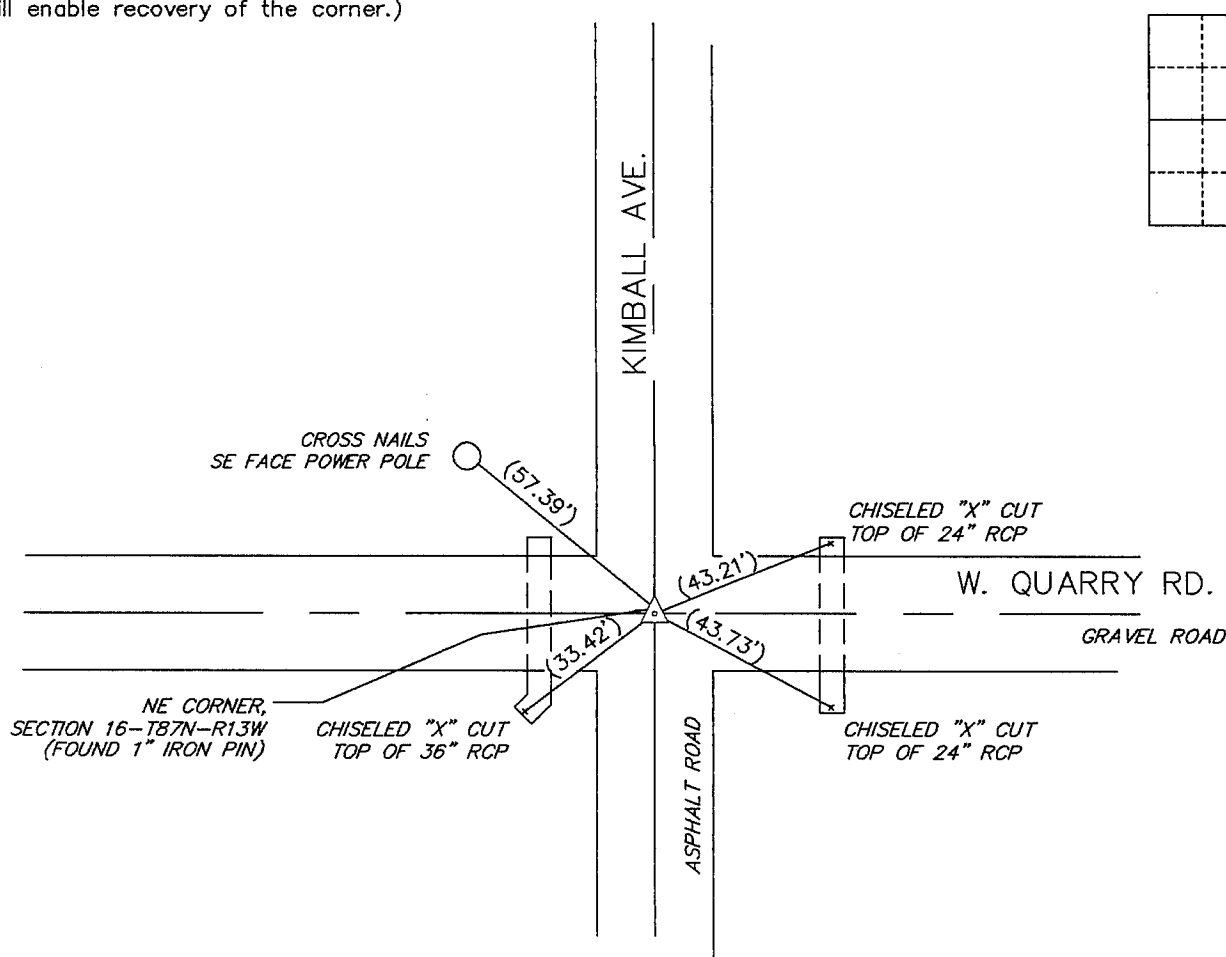 ill enable recovery of the corner.)
KIMBALL AVE.
CROSS NAILS
SE FACE POWER POLE
(57.39')
CHISELED "X" CUT
TOP OF 24" RCP
(43.21')
W. QUARRY RD.
(43.73')
(33.42')
GRAVEL ROAD
NE CORNER,
SECTION 16-T87N-R13W
(FOUND 1" IRON PIN)
CHISELED "X" CUT
TOP OF 36" RCP
CHISELED "X" CUT
TOP OF 24" RCP
ASPHALT ROAD